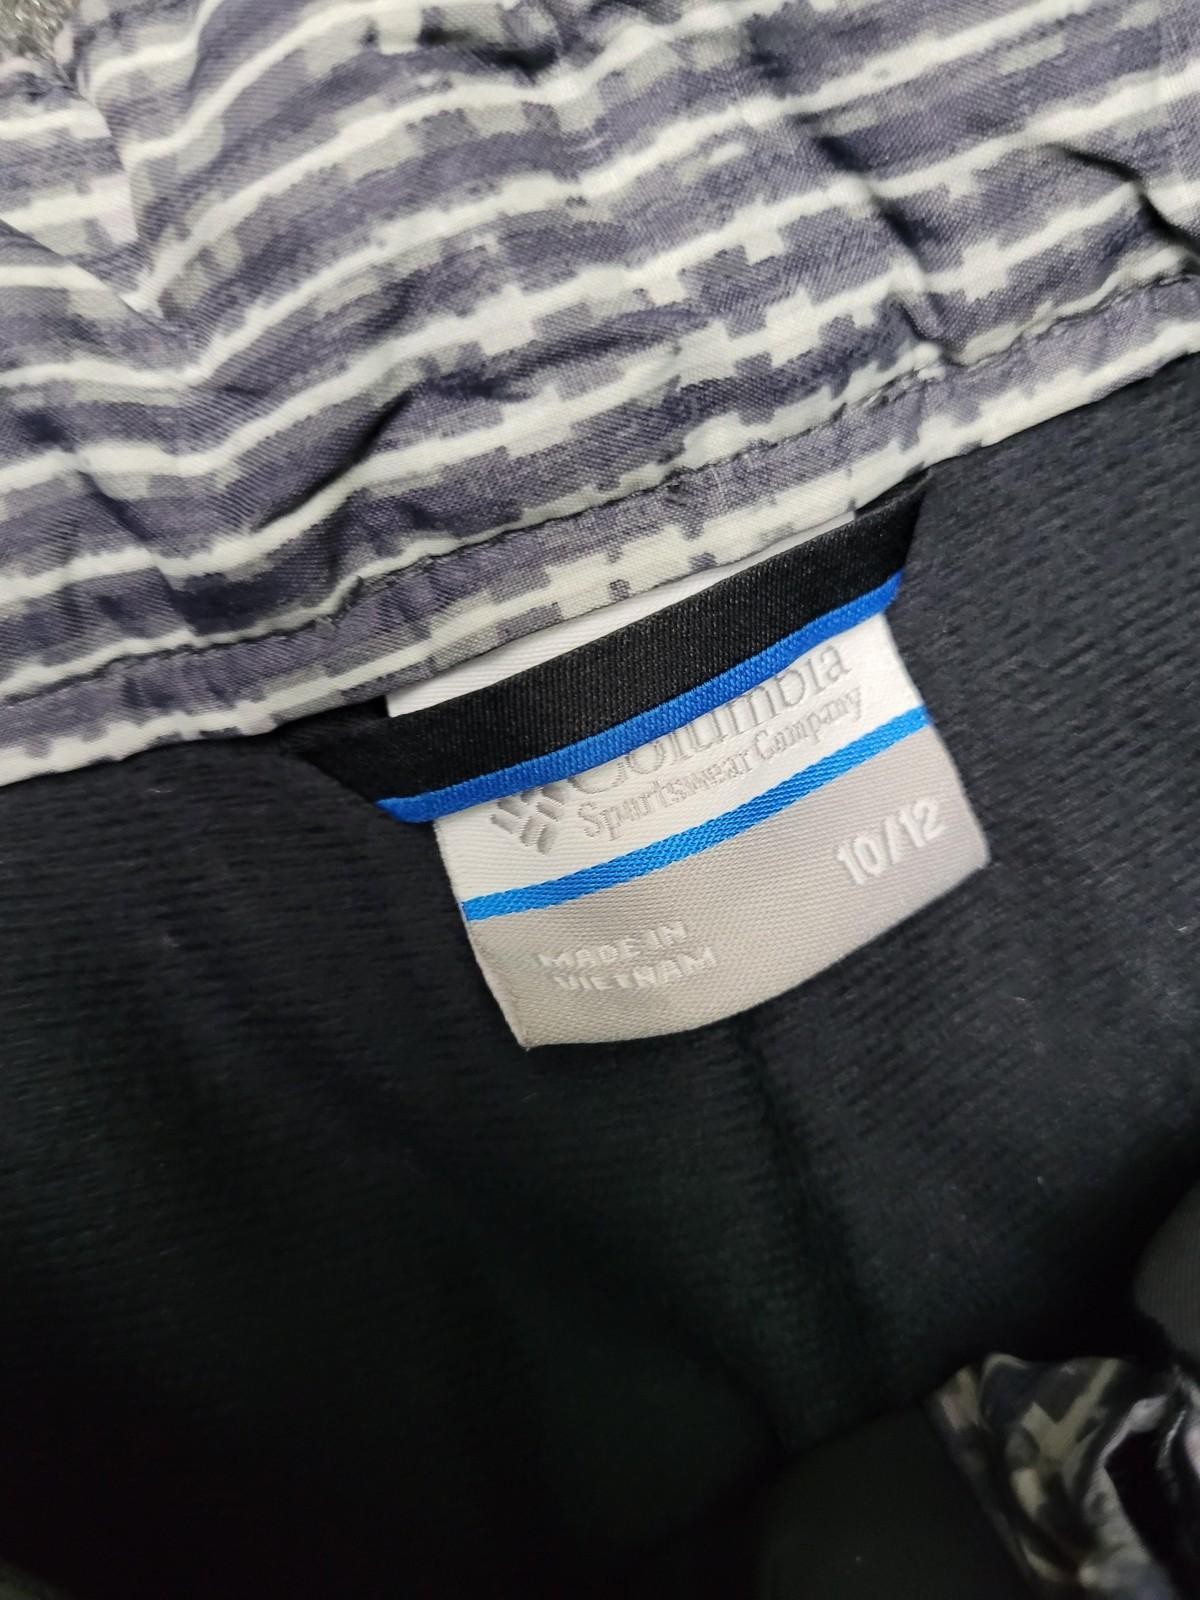 Columbia
Sportswear Company
10/12
MADE IN
VIETNAM